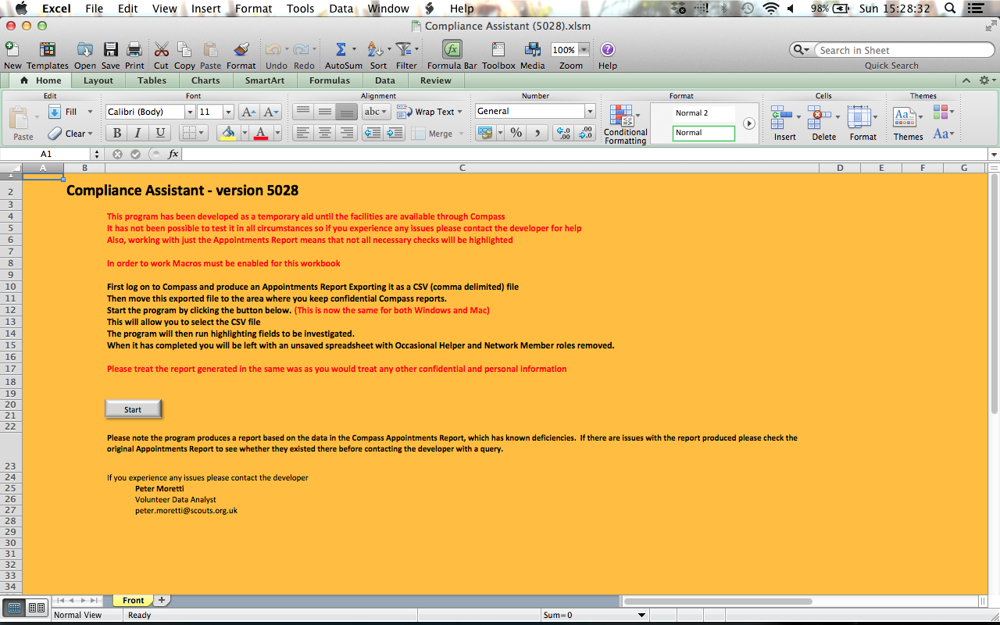 Excel File Edit View Insert Format Tools Data Window Help 98% Sun 15:28:32
Compliance Assistant (5028).xlsm
New Templates Open Save Print Cut Copy Paste Format Undo Redo AutoSum Sort Filter Formula Bar Toolbox Media 100% Zoom Help Search in Sheet Quick Search
Home Layout Tables Charts SmartArt Formulas Data Review
Edit Font Alignment Number Format Cells Themes
Fill Calibri (Body) 11 A A abc Wrap Text General Normal 2
Paste Clear B I U A Merge % Conditional Formatting Normal Insert Delete Format Themes Aa
A1 fx
A B C D E F G
1
2 Compliance Assistant - version 5028
3
4 This program has been developed as a temporary aid until the facilities are available through Compass
5 It has not been possible to test it in all circumstances so if you experience any issues please contact the developer for help
6 Also, working with just the Appointments Report means that not all necessary checks will be highlighted
7
8 In order to work Macros must be enabled for this workbook
9
10 First log on to Compass and produce an Appointments Report Exporting it as a CSV (comma delimited) file
11 Then move this exported file to the area where you keep confidential Compass reports.
12 Start the program by clicking the button below. (This is now the same for both Windows and Mac)
13 This will allow you to select the CSV file
14 The program will then run highlighting fields to be investigated.
15 When it has completed you will be left with an unsaved spreadsheet with Occasional Helper and Network Member roles removed.
16
17 Please treat the report generated in the same was as you would treat any other confidential and personal information
18
19
20 Start
21
22
Please note the program produces a report based on the data in the Compass Appointments Report, which has known deficiencies. If there are issues with the report produced please check the
original Appointments Report to see whether they existed there before contacting the developer with a query.
23
24 If you experience any issues please contact the developer
25 Peter Moretti
26 Volunteer Data Analyst
27 peter.moretti@scouts.org.uk
28
29
30
31
32
33
34
Front
Normal View Ready Sum=0